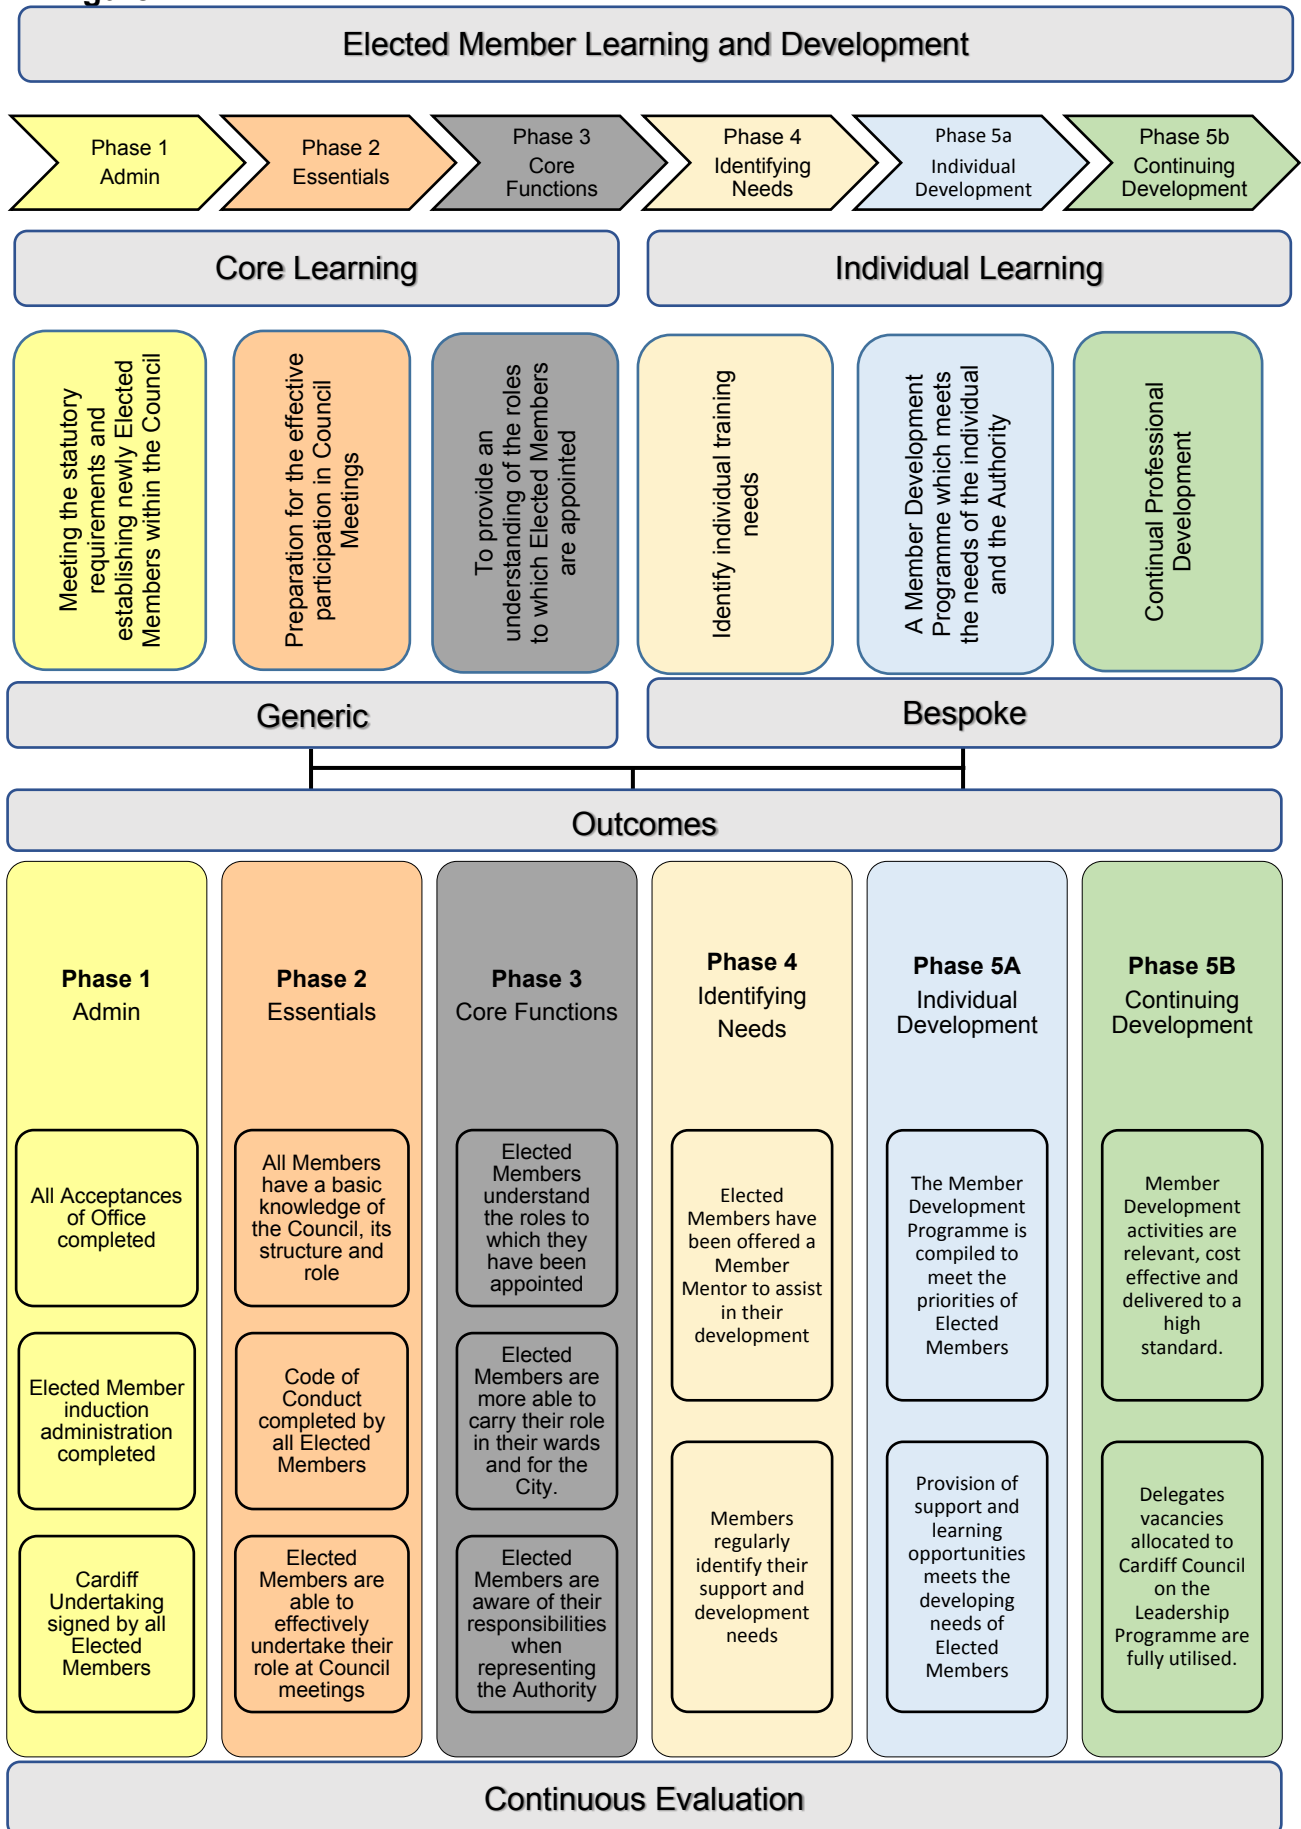 Elected Member Learning and Development
Phase 1
Admin
Phase 2
Essentials
Phase 3
Core
Functions
Phase 4
Identifying
Needs
Phase 5a
Individual
Development
Phase 5b
Continuing
Development
Core Learning
Individual Learning
Meeting the statutory
requirements and
establishing newly Elected
Members within the Council
Preparation for the effective
participation in Council
Meetings
To provide an
understanding of the roles
to which Elected Members
are appointed
Identify individual training
needs
A Member Development
Programme which meets
the needs of the individual
and the Authority
Continual Professional
Development
Generic
Bespoke
Outcomes
Phase 1
Admin
Phase 2
Essentials
Phase 3
Core Functions
Phase 4
Identifying
Needs
Phase 5A
Individual
Development
Phase 5B
Continuing
Development
All Acceptances
of Office
completed
All Members
have a basic
knowledge of
the Council, its
structure and
role
Elected
Members
understand
the roles to
which they
have been
appointed
Elected
Members have
been offered a
Member
Mentor to assist
in their
development
The Member
Development
Programme is
compiled to
meet the
priorities of
Elected
Members
Member
Development
activities are
relevant, cost
effective and
delivered to a
high
standard.
Elected Member
induction
administration
completed
Code of
Conduct
completed by
all Elected
Members
Elected
Members are
more able to
carry their role
in their wards
and for the
City.
Members
regularly
identify their
support and
development
needs
Provision of
support and
learning
opportunities
meets the
developing
needs of
Elected
Members
Delegates
vacancies
allocated to
Cardiff Council
on the
Leadership
Programme are
fully utilised.
Cardiff
Undertaking
signed by all
Elected
Members
Elected
Members are
able to
effectively
undertake their
role at Council
meetings
Elected
Members are
aware of their
responsibilities
when
representing
the Authority
Continuous Evaluation